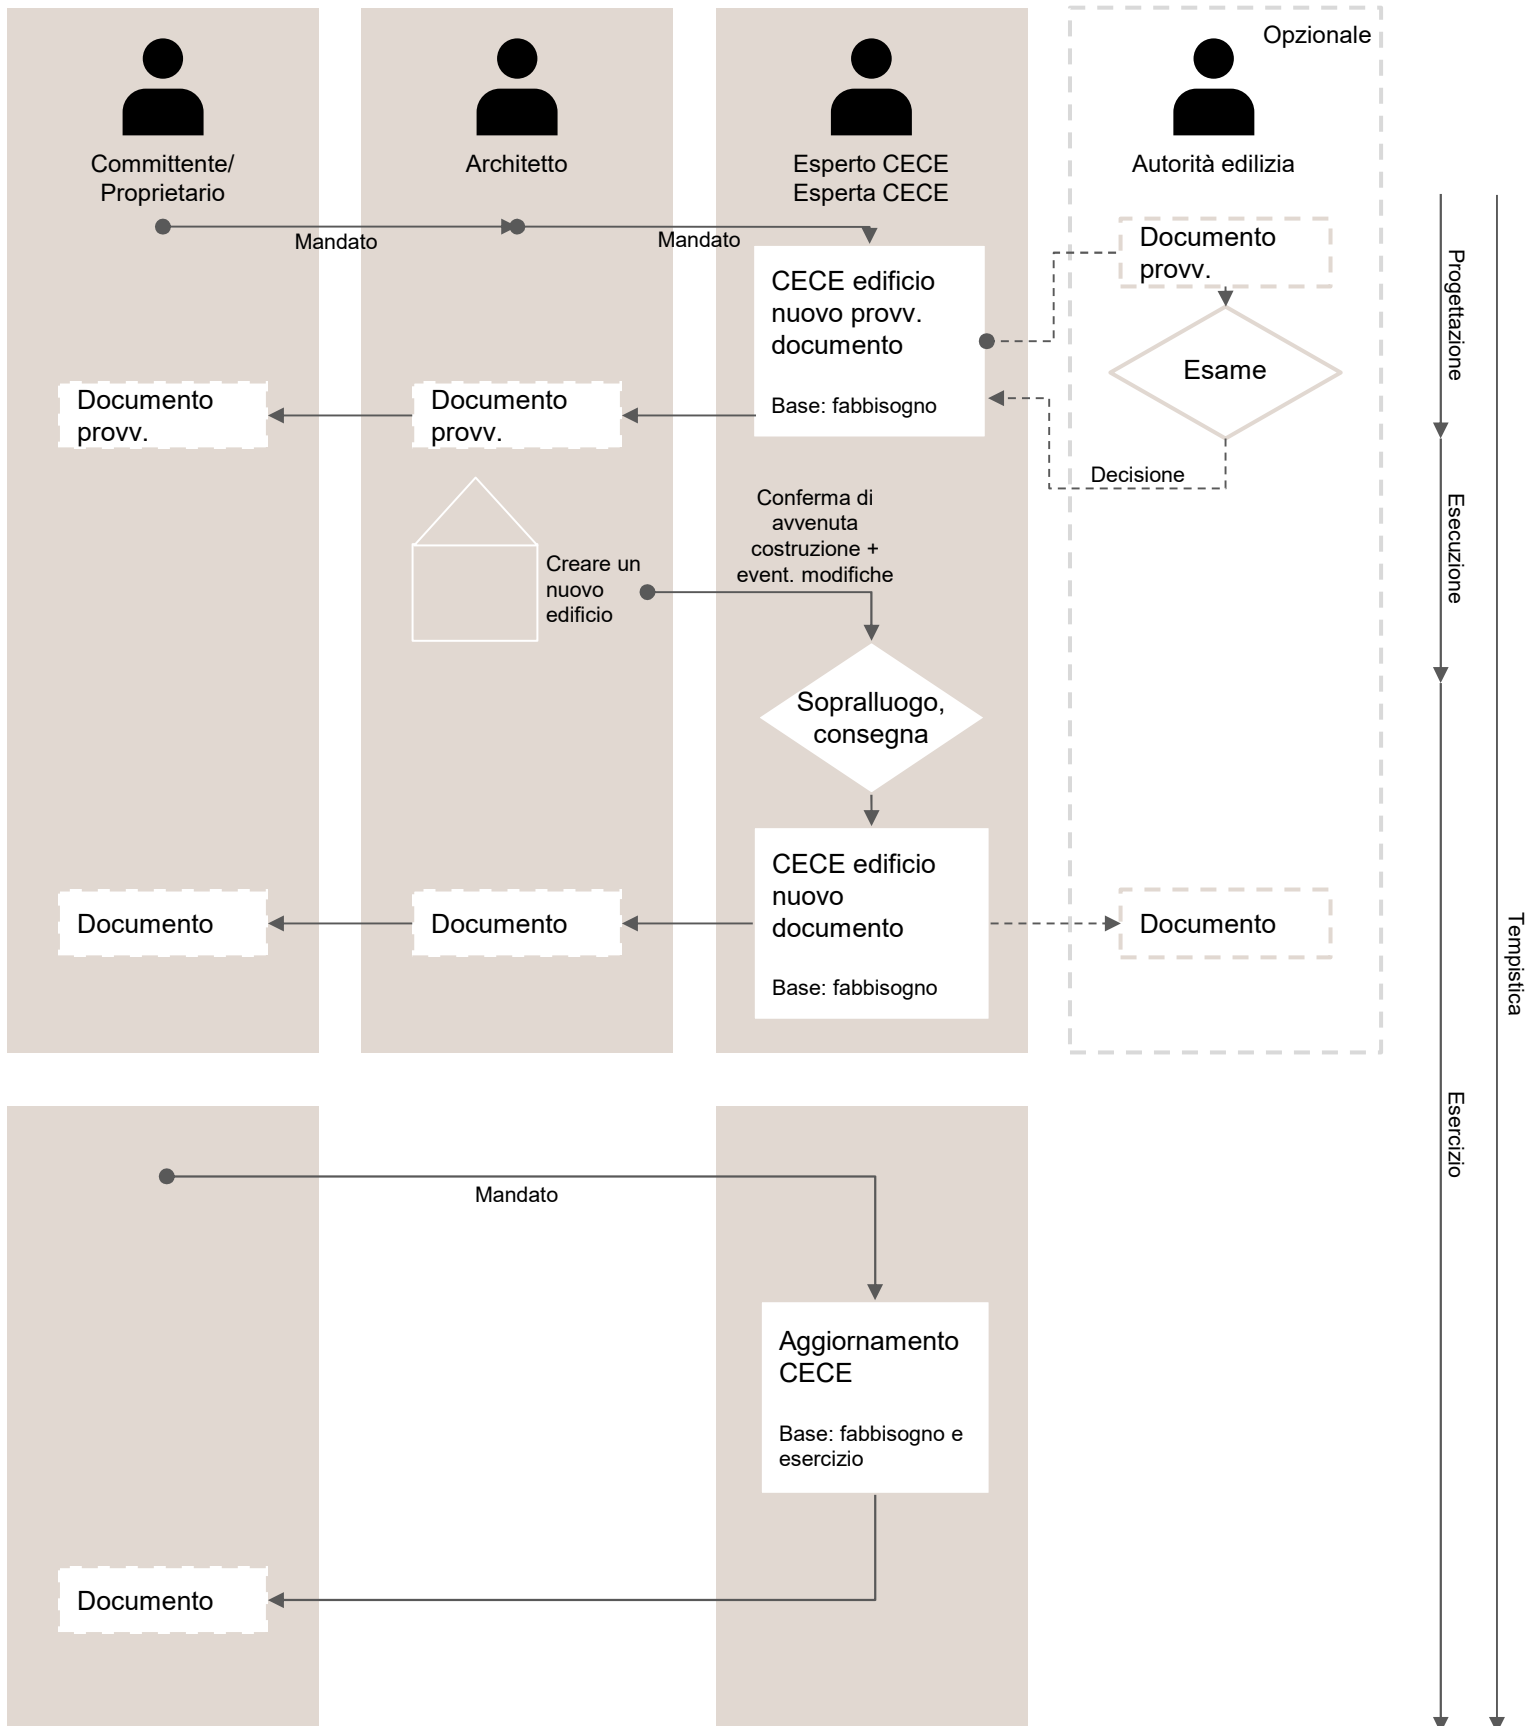 Opzionale
Committente/
Proprietario
Architetto
Esperto CECE
Esperta CECE
Autorità edilizia
Mandato
Mandato
CECE edificio
nuovo provv.
documento
Base: fabbisogno
Documento
provv.
Esame
Decisione
Documento
provv.
Documento
provv.
Creare un
nuovo
edificio
Conferma di
avvenuta
costruzione +
event. modifiche
Sopralluogo,
consegna
CECE edificio
nuovo
documento
Base: fabbisogno
Documento
Documento
Documento
Mandato
Aggiornamento
CECE
Base: fabbisogno e
esercizio
Documento
Progettazione
Esecuzione
Esercizio
Tempistica